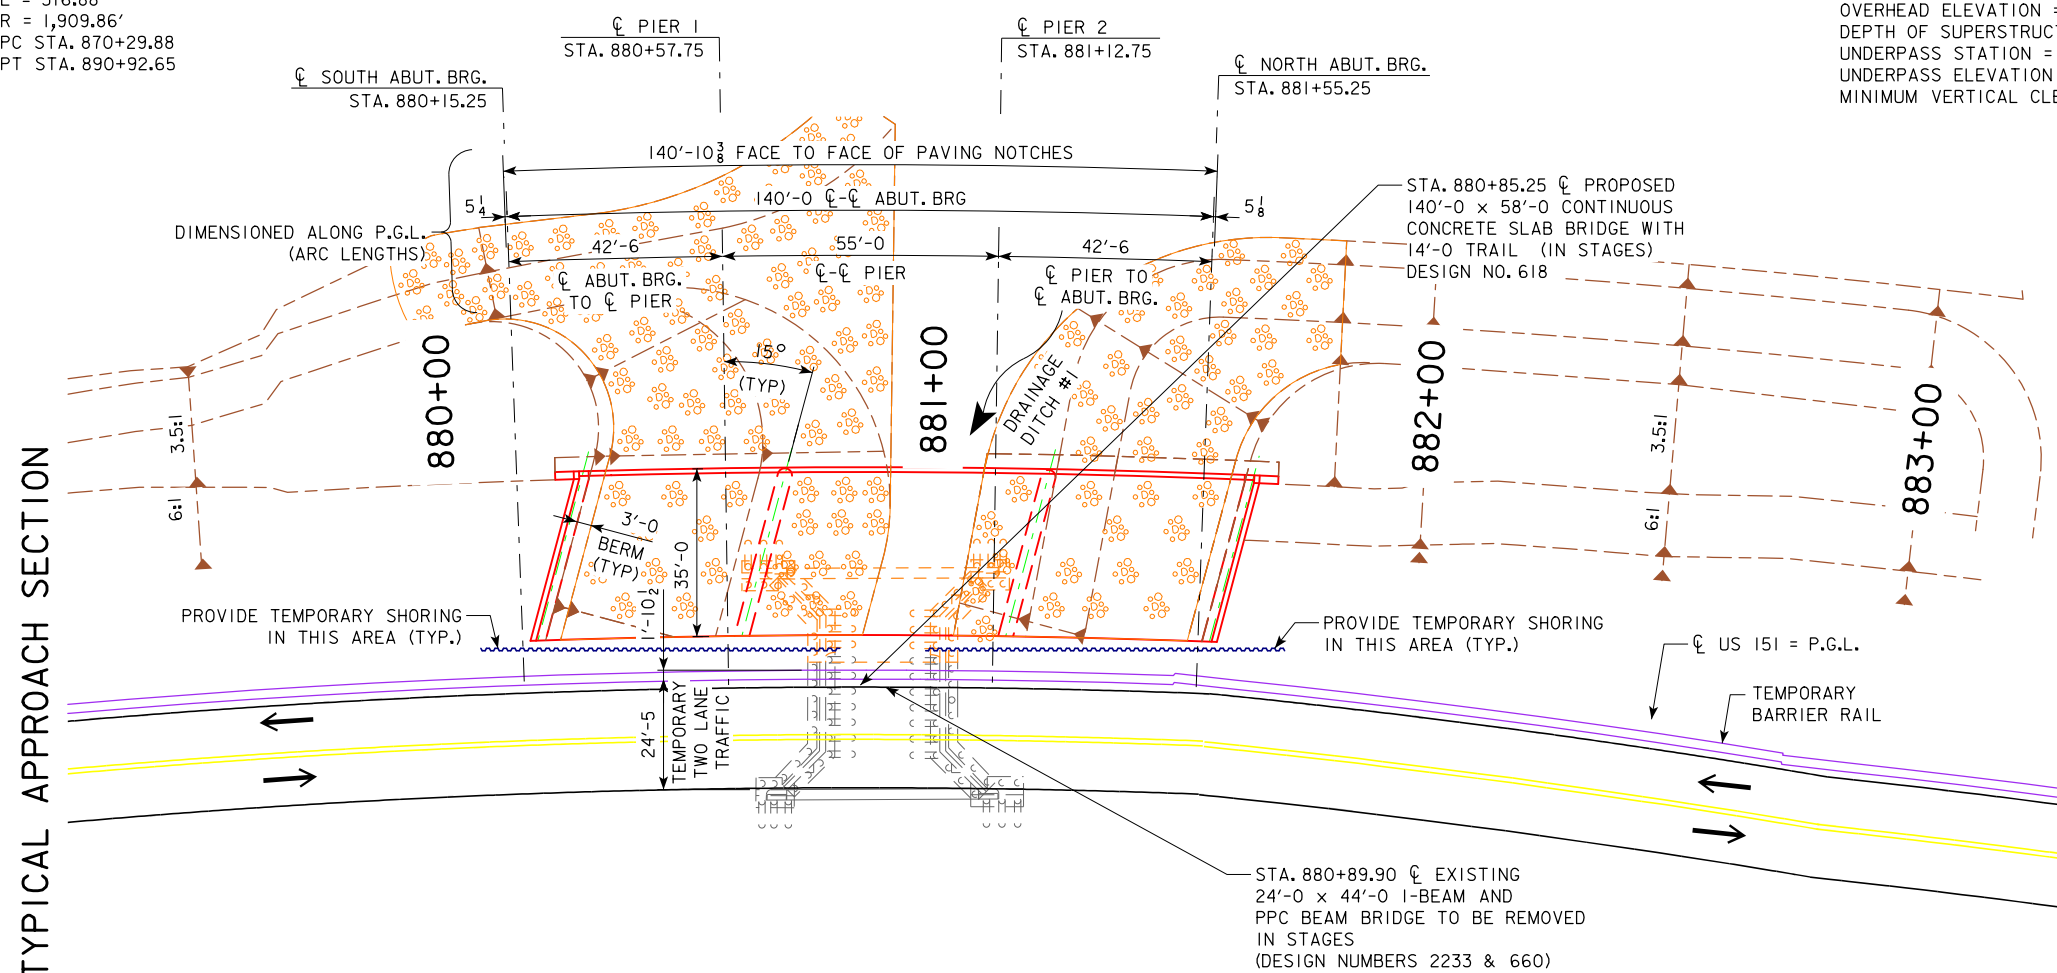 R = 1,909.86'
PC STA. 870+29.88
PT STA. 890+92.65
℄ SOUTH ABUT. BRG.
STA. 880+15.25
℄ PIER 1
STA. 880+57.75
℄ PIER 2
STA. 881+12.75
℄ NORTH ABUT. BRG.
STA. 881+55.25
OVERHEAD ELEVATION =
DEPTH OF SUPERSTRUCT
UNDERPASS STATION =
UNDERPASS ELEVATION
MINIMUM VERTICAL CLE
140'-10 3/8 FACE TO FACE OF PAVING NOTCHES
5 1/4
140'-0 ℄-℄ ABUT. BRG
5 1/8
DIMENSIONED ALONG P.G.L.
(ARC LENGTHS)
42'-6
℄ ABUT. BRG.
TO ℄ PIER
55'-0
℄-℄ PIER
42'-6
℄ PIER TO
℄ ABUT. BRG.
STA. 880+85.25 ℄ PROPOSED
140'-0 x 58'-0 CONTINUOUS
CONCRETE SLAB BRIDGE WITH
14'-0 TRAIL (IN STAGES)
DESIGN NO. 618
15°
(TYP)
880+00
881+00
882+00
883+00
DRAINAGE
DITCH #1
3.5:1
6:1
3.5:1
6:1
3'-0
BERM
(TYP)
35'-0
1'-10 1/2
24'-5
TEMPORARY
TWO LANE
TRAFFIC
PROVIDE TEMPORARY SHORING
IN THIS AREA (TYP.)
PROVIDE TEMPORARY SHORING
IN THIS AREA (TYP.)
℄ US 151 = P.G.L.
TEMPORARY
BARRIER RAIL
STA. 880+89.90 ℄ EXISTING
24'-0 x 44'-0 I-BEAM AND
PPC BEAM BRIDGE TO BE REMOVED
IN STAGES
(DESIGN NUMBERS 2233 & 660)
TYPICAL APPROACH SECTION